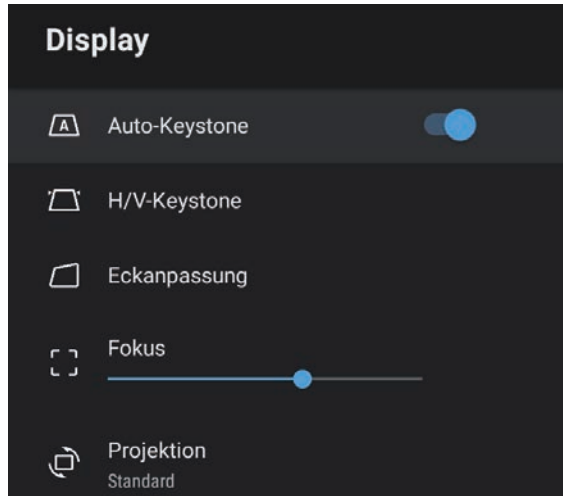 Display
A
Auto-Keystone
H/V-Keystone
Eckanpassung
Fokus
Projektion
Standard